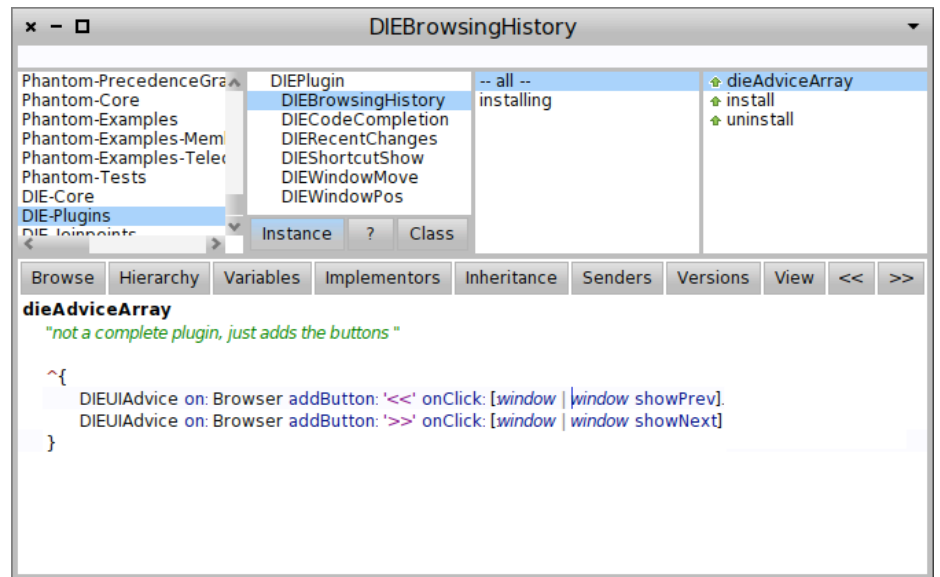 DIEBrowsingHistory
Phantom-PrecedenceGra
Phantom-Core
Phantom-Examples
Phantom-Examples-Mem
Phantom-Examples-Telec
Phantom-Tests
DIE-Core
DIE-Plugins
DIE-Joinpoints
DIEPlugin
DIEBrowsingHistory
DIECodeCompletion
DIERecentChanges
DIEShortcutShow
DIEWindowMove
DIEWindowPos
Instance ? Class
-- all --
installing
dieAdviceArray
install
uninstall
Browse Hierarchy Variables Implementors Inheritance Senders Versions View << >>
dieAdviceArray
"not a complete plugin, just adds the buttons "
^{
DIEUIAdvice on: Browser addButton: '<<' onClick: [:window | window showPrev].
DIEUIAdvice on: Browser addButton: '>>' onClick: [:window | window showNext]
}